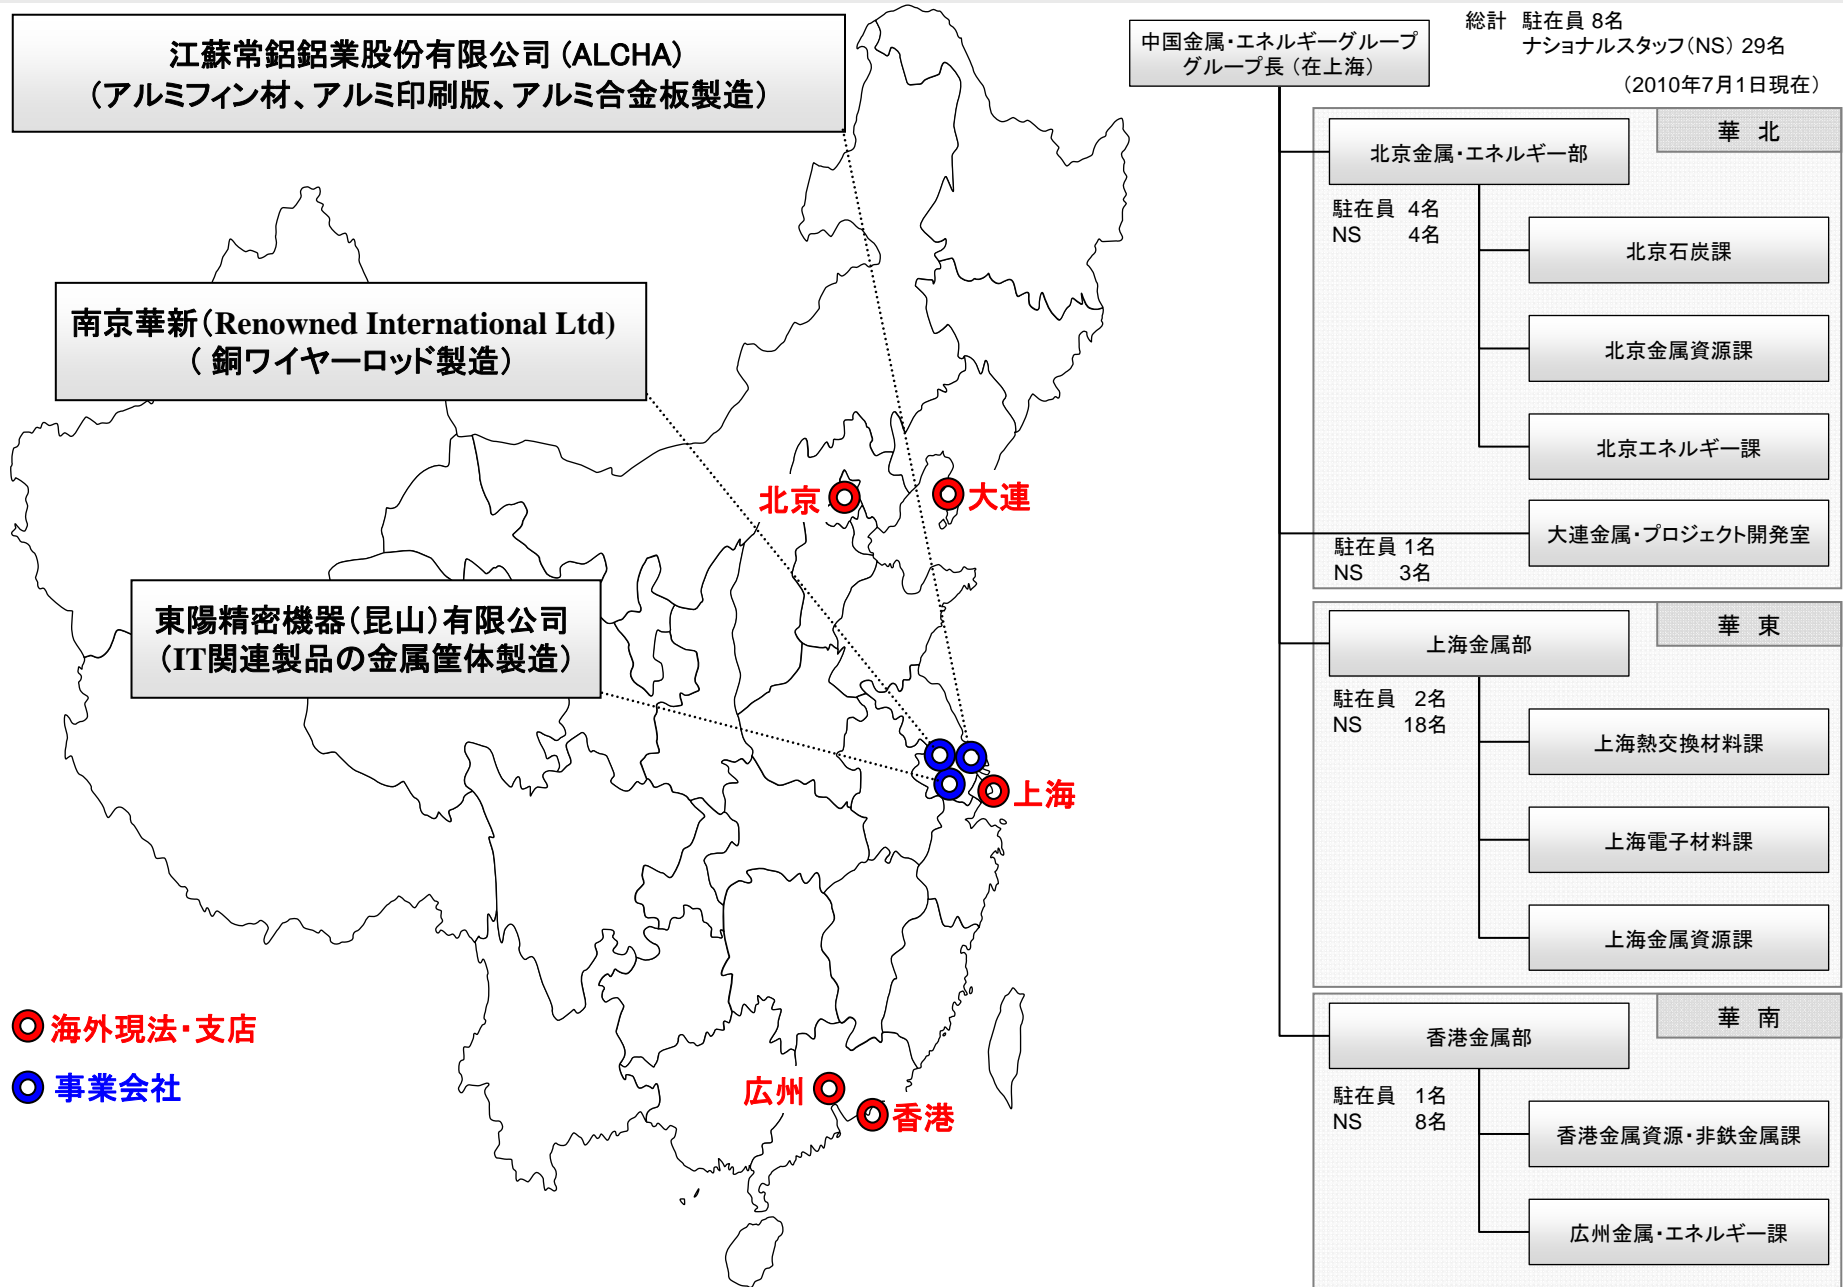 江蘇常鋁鋁業股份有限公司 (ALCHA)
(アルミフィン材、アルミ印刷版、アルミ合金板製造)
南京華新(Renowned International Ltd)
( 銅ワイヤーロッド製造)
東陽精密機器(昆山)有限公司
(IT関連製品の金属筐体製造)
北京
大連
上海
広州
香港
海外現法・支店
事業会社
総計 駐在員 8名
ナショナルスタッフ(NS) 29名
(2010年7月1日現在)
中国金属・エネルギーグループ
グループ長 (在上海)
華 北
北京金属・エネルギー部
駐在員 4名
NS 4名
北京石炭課
北京金属資源課
北京エネルギー課
大連金属・プロジェクト開発室
駐在員 1名
NS 3名
華 東
上海金属部
駐在員 2名
NS 18名
上海熱交換材料課
上海電子材料課
上海金属資源課
華 南
香港金属部
駐在員 1名
NS 8名
香港金属資源・非鉄金属課
広州金属・エネルギー課